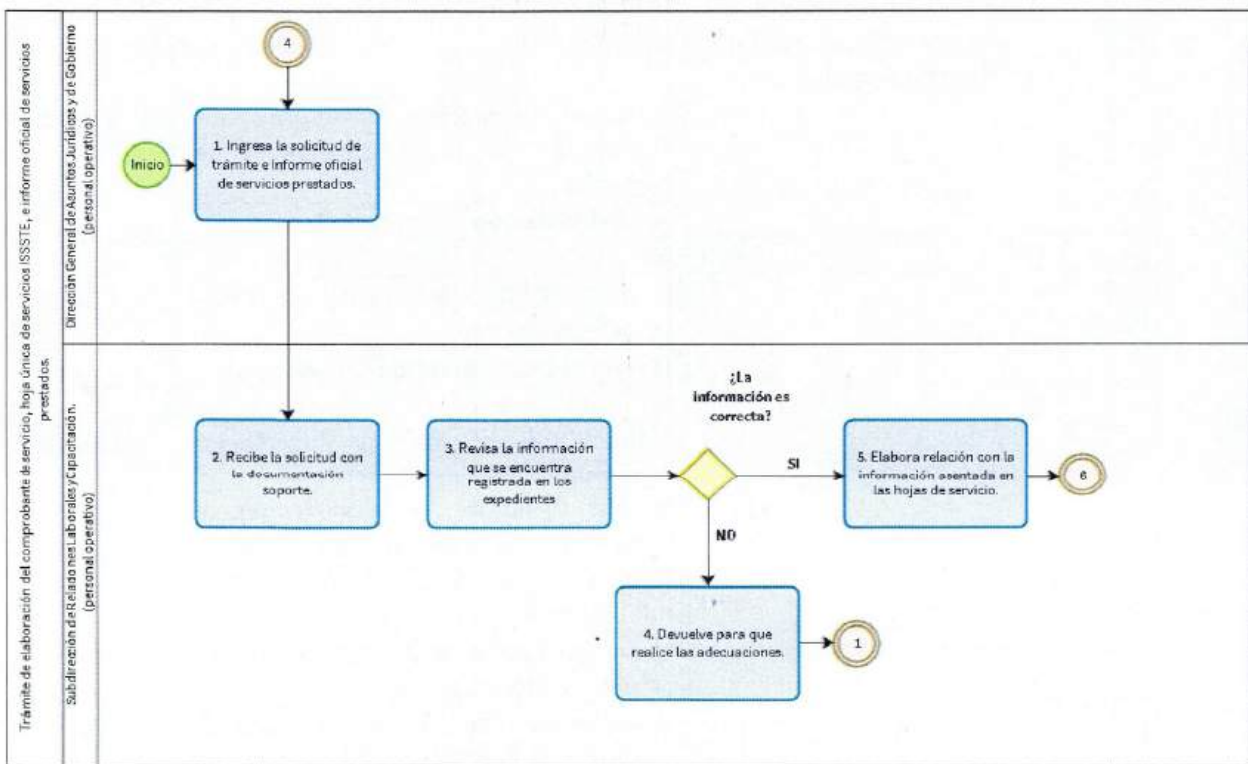 Trámite de elaboración del comprobante de servicio, hoja única de servicios ISSSTE, e informe oficial de servicios
prestados.
Dirección General de Asuntos Jurídicos y de Gobierno
(personal operativo)
4
Inicio
1. Ingresa la solicitud de
trámite e Informe oficial
de servicios prestados.
Subdirección de Relaciones Laborales y Capacitación.
(personal operativo)
2. Recibe la solicitud con
la documentación
soporte.
3. Revisa la información
que se encuentra
registrada en los
expedientes
¿La
información es
correcta?
SI
5. Elabora relación con la
información asentada en
las hojas de servicio.
6
NO
4. Devuelve para que
realice las adecuaciones.
1